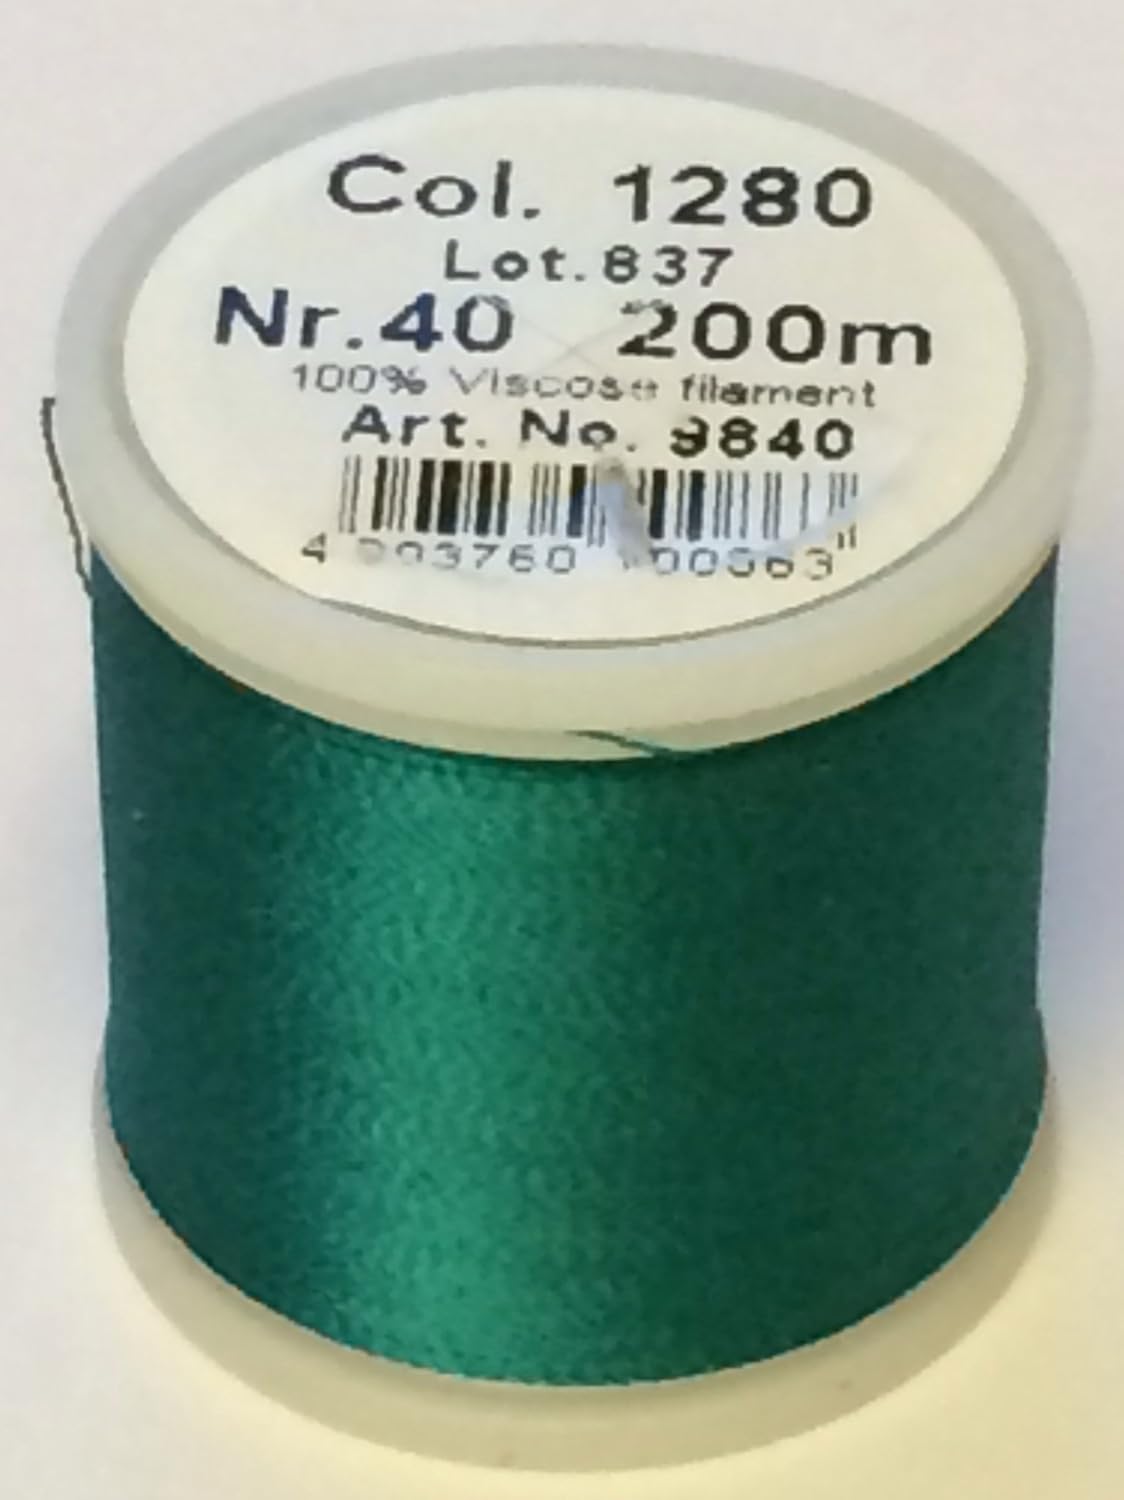 Col. 1280
Lot.837
Nr.40 200m
100% Viscose filament
Art. No. 9840